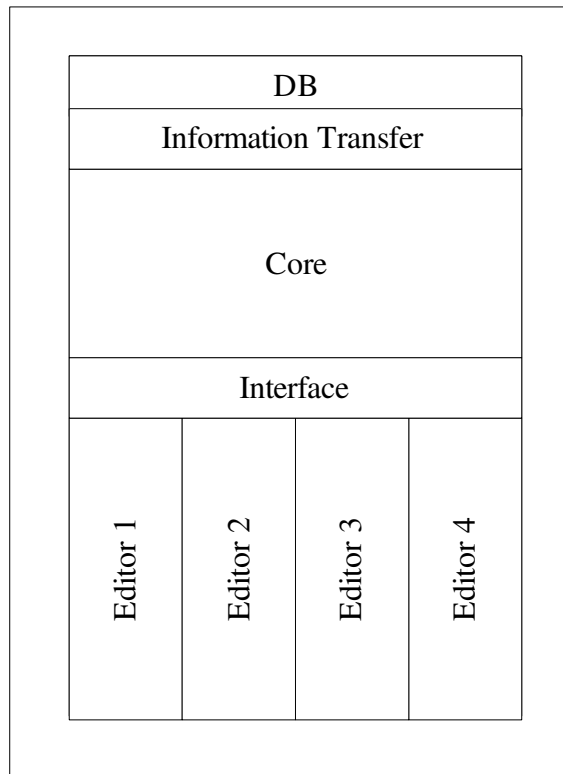 DB
Information Transfer
Core
Interface
Editor 1
Editor 2
Editor 3
Editor 4